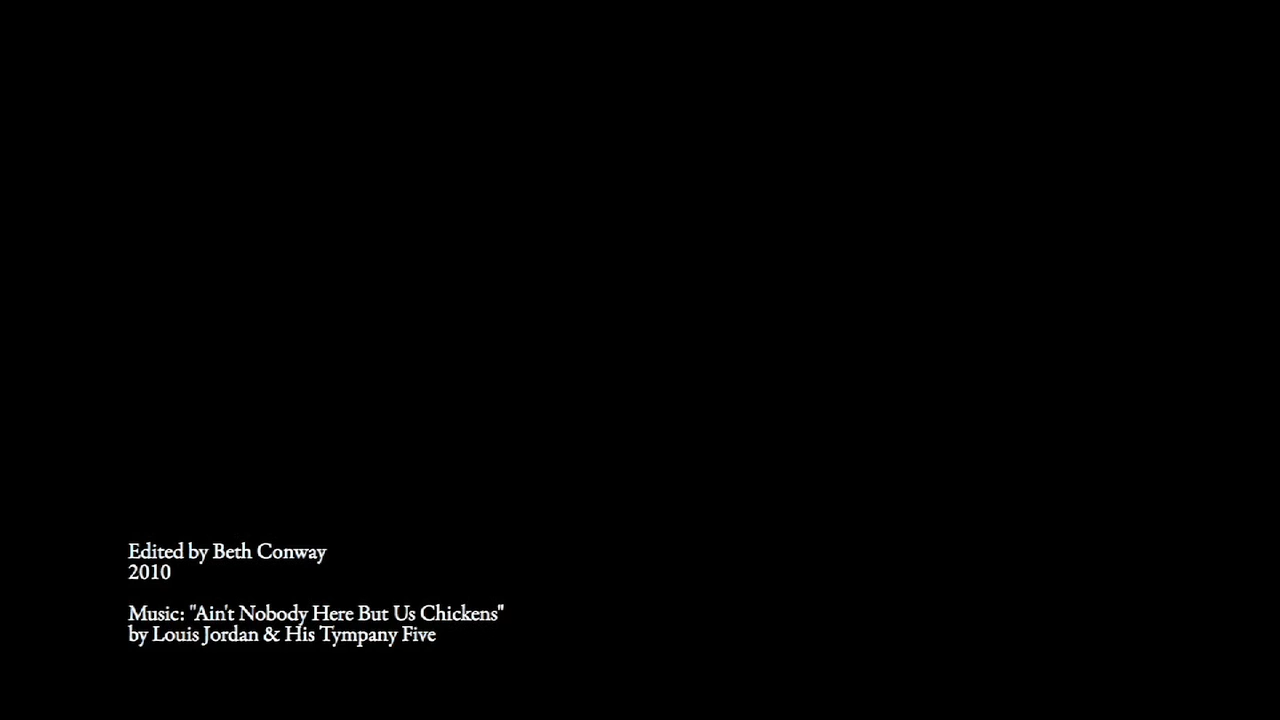 Edited by Beth Conway
2010
Music: "Ain't Nobody Here But Us Chickens"
by Louis Jordan & His Tympany Five